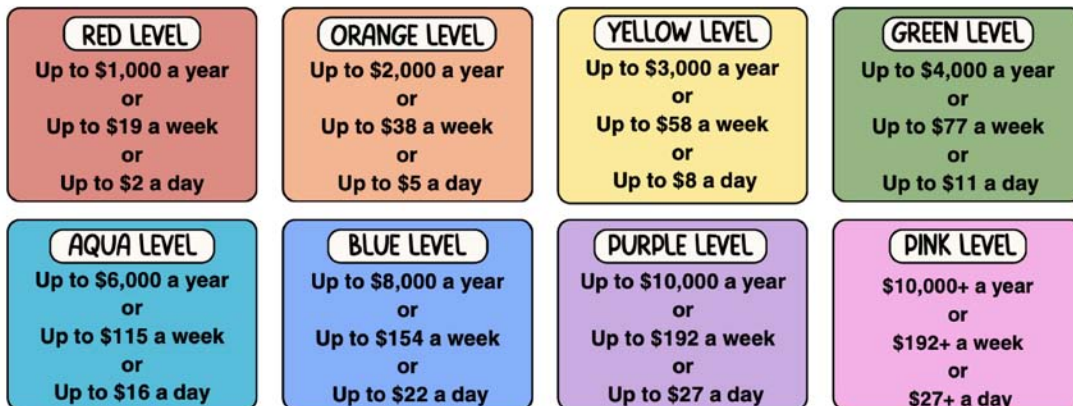 RED LEVEL
Up to $1,000 a year
or
Up to $19 a week
or
Up to $2 a day
ORANGE LEVEL
Up to $2,000 a year
or
Up to $38 a week
or
Up to $5 a day
YELLOW LEVEL
Up to $3,000 a year
or
Up to $58 a week
or
Up to $8 a day
GREEN LEVEL
Up to $4,000 a year
or
Up to $77 a week
or
Up to $11 a day
AQUA LEVEL
Up to $6,000 a year
or
Up to $115 a week
or
Up to $16 a day
BLUE LEVEL
Up to $8,000 a year
or
Up to $154 a week
or
Up to $22 a day
PURPLE LEVEL
Up to $10,000 a year
or
Up to $192 a week
or
Up to $27 a day
PINK LEVEL
$10,000+ a year
or
$192+ a week
or
$27+ a day